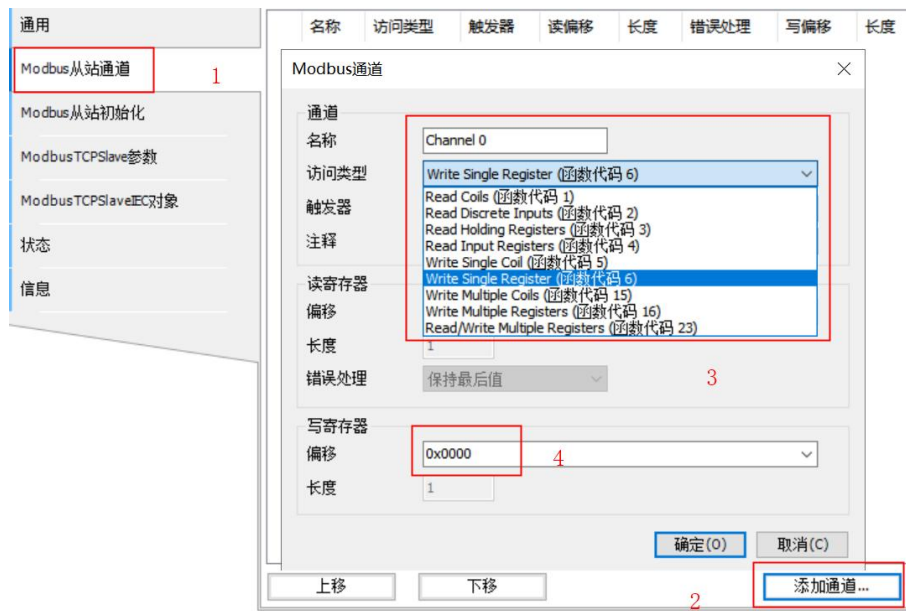 通用
Modbus从站通道
1
Modbus从站初始化
ModbusTCPSlave参数
ModbusTCPSlaveIEC对象
状态
信息
名称 访问类型 触发器 读偏移 长度 错误处理 写偏移 长度
Modbus通道
通道
名称 Channel 0
访问类型 Write Single Register (函数代码 6)
触发器
注释
Read Coils (函数代码 1)
Read Discrete Inputs (函数代码 2)
Read Holding Registers (函数代码 3)
Read Input Registers (函数代码 4)
Write Single Coil (函数代码 5)
Write Single Register (函数代码 6)
Write Multiple Coils (函数代码 15)
Write Multiple Registers (函数代码 16)
Read/Write Multiple Registers (函数代码 23)
读寄存器
偏移
长度 1
错误处理 保持最后值
3
写寄存器
偏移 0x0000
4
长度 1
确定(O) 取消(C)
上移 下移
2
添加通道...